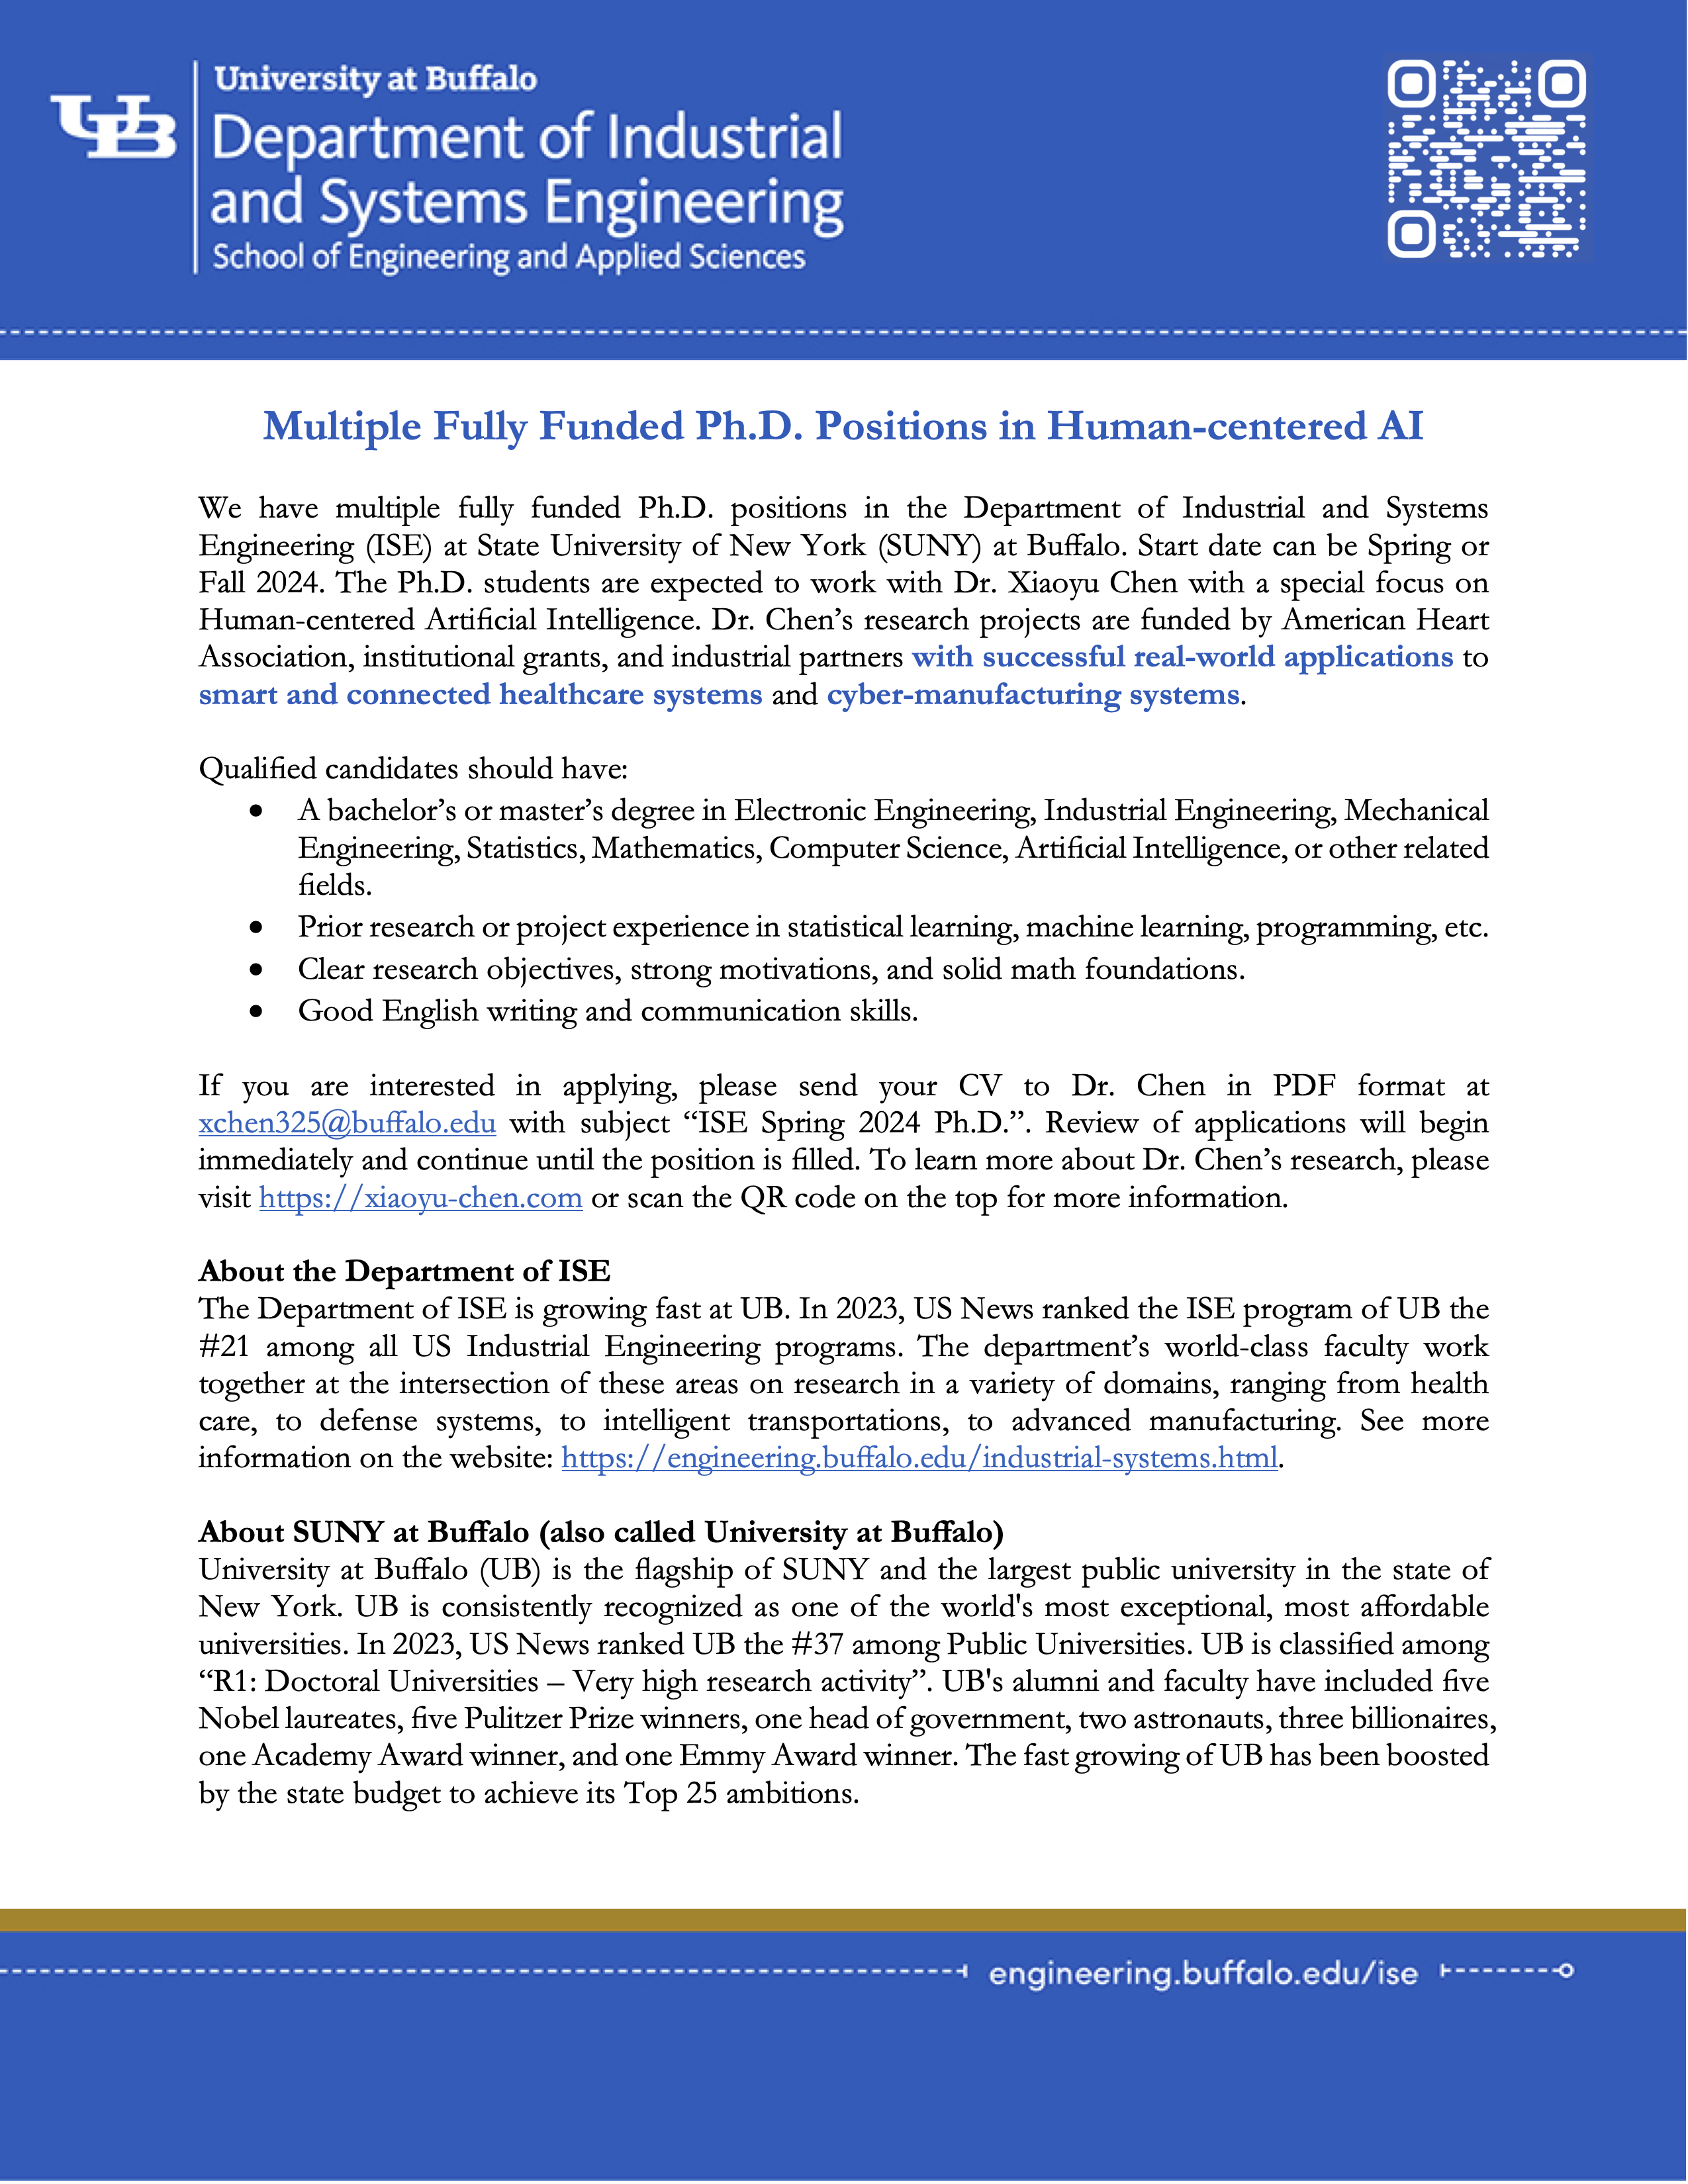 UB
University at Buffalo
Department of Industrial
and Systems Engineering
School of Engineering and Applied Sciences
Multiple Fully Funded Ph.D. Positions in Human-centered AI
We have multiple fully funded Ph.D. positions in the Department of Industrial and Systems
Engineering (ISE) at State University of New York (SUNY) at Buffalo. Start date can be Spring or
Fall 2024. The Ph.D. students are expected to work with Dr. Xiaoyu Chen with a special focus on
Human-centered Artificial Intelligence. Dr. Chen’s research projects are funded by American Heart
Association, institutional grants, and industrial partners with successful real-world applications to
smart and connected healthcare systems and cyber-manufacturing systems.
Qualified candidates should have:
• A bachelor’s or master’s degree in Electronic Engineering, Industrial Engineering, Mechanical
Engineering, Statistics, Mathematics, Computer Science, Artificial Intelligence, or other related
fields.
• Prior research or project experience in statistical learning, machine learning, programming, etc.
• Clear research objectives, strong motivations, and solid math foundations.
• Good English writing and communication skills.
If you are interested in applying, please send your CV to Dr. Chen in PDF format at
xchen325@buffalo.edu with subject “ISE Spring 2024 Ph.D.”. Review of applications will begin
immediately and continue until the position is filled. To learn more about Dr. Chen’s research, please
visit https://xiaoyu-chen.com or scan the QR code on the top for more information.
About the Department of ISE
The Department of ISE is growing fast at UB. In 2023, US News ranked the ISE program of UB the
#21 among all US Industrial Engineering programs. The department’s world-class faculty work
together at the intersection of these areas on research in a variety of domains, ranging from health
care, to defense systems, to intelligent transportations, to advanced manufacturing. See more
information on the website: https://engineering.buffalo.edu/industrial-systems.html.
About SUNY at Buffalo (also called University at Buffalo)
University at Buffalo (UB) is the flagship of SUNY and the largest public university in the state of
New York. UB is consistently recognized as one of the world's most exceptional, most affordable
universities. In 2023, US News ranked UB the #37 among Public Universities. UB is classified among
“R1: Doctoral Universities – Very high research activity”. UB's alumni and faculty have included five
Nobel laureates, five Pulitzer Prize winners, one head of government, two astronauts, three billionaires,
one Academy Award winner, and one Emmy Award winner. The fast growing of UB has been boosted
by the state budget to achieve its Top 25 ambitions.
engineering.buffalo.edu/ise